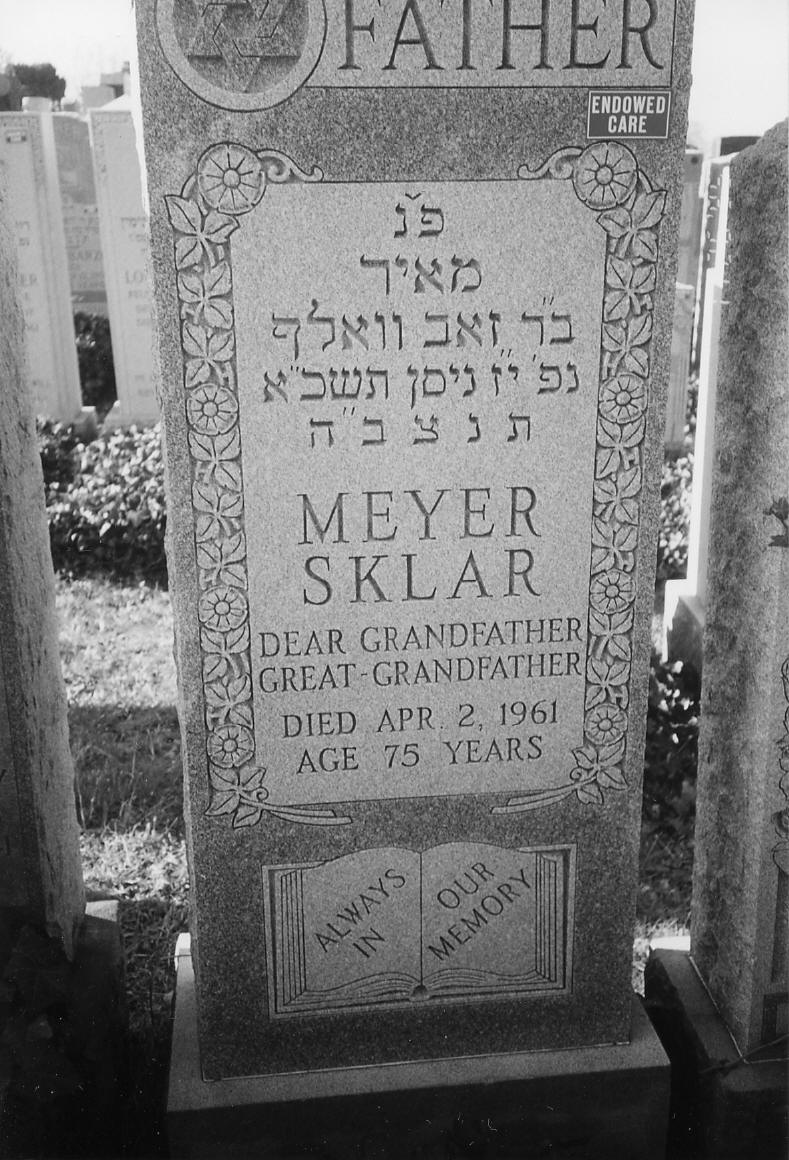 FATHER
ENDOWED
CARE
פ״נ
מאיר
ב״ר זאב וואלף
נפ׳ י״ז ניסן תשכ״א
ת נ צ ב״ה
MEYER
SKLAR
DEAR GRANDFATHER
GREAT-GRANDFATHER
DIED APR. 2, 1961
AGE 75 YEARS
ALWAYS
IN
OUR
MEMORY